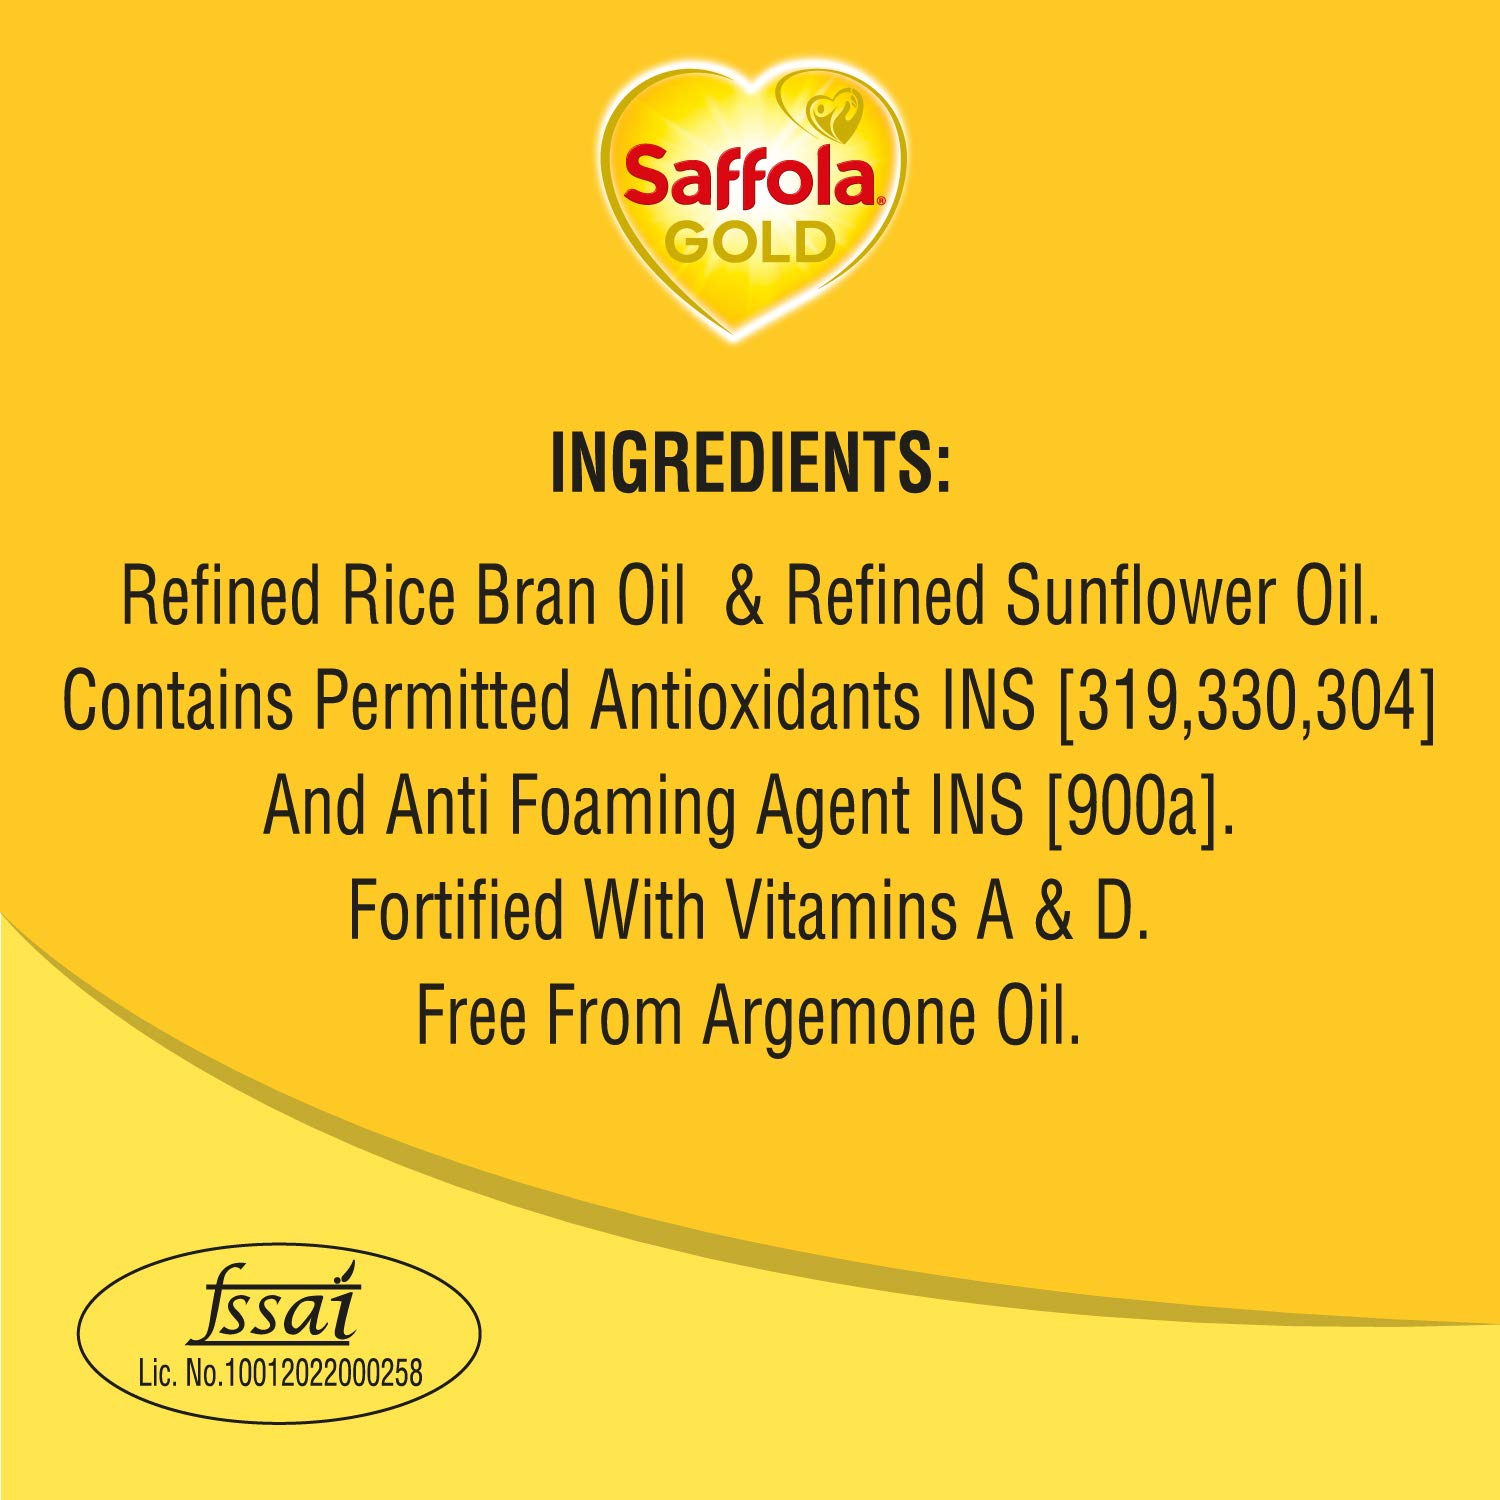 Saffola®
GOLD
INGREDIENTS:
Refined Rice Bran Oil & Refined Sunflower Oil.
Contains Permitted Antioxidants INS [319,330,304]
And Anti Foaming Agent INS [900a].
Fortified With Vitamins A & D.
Free From Argemone Oil.
fssai
Lic. No.10012022000258